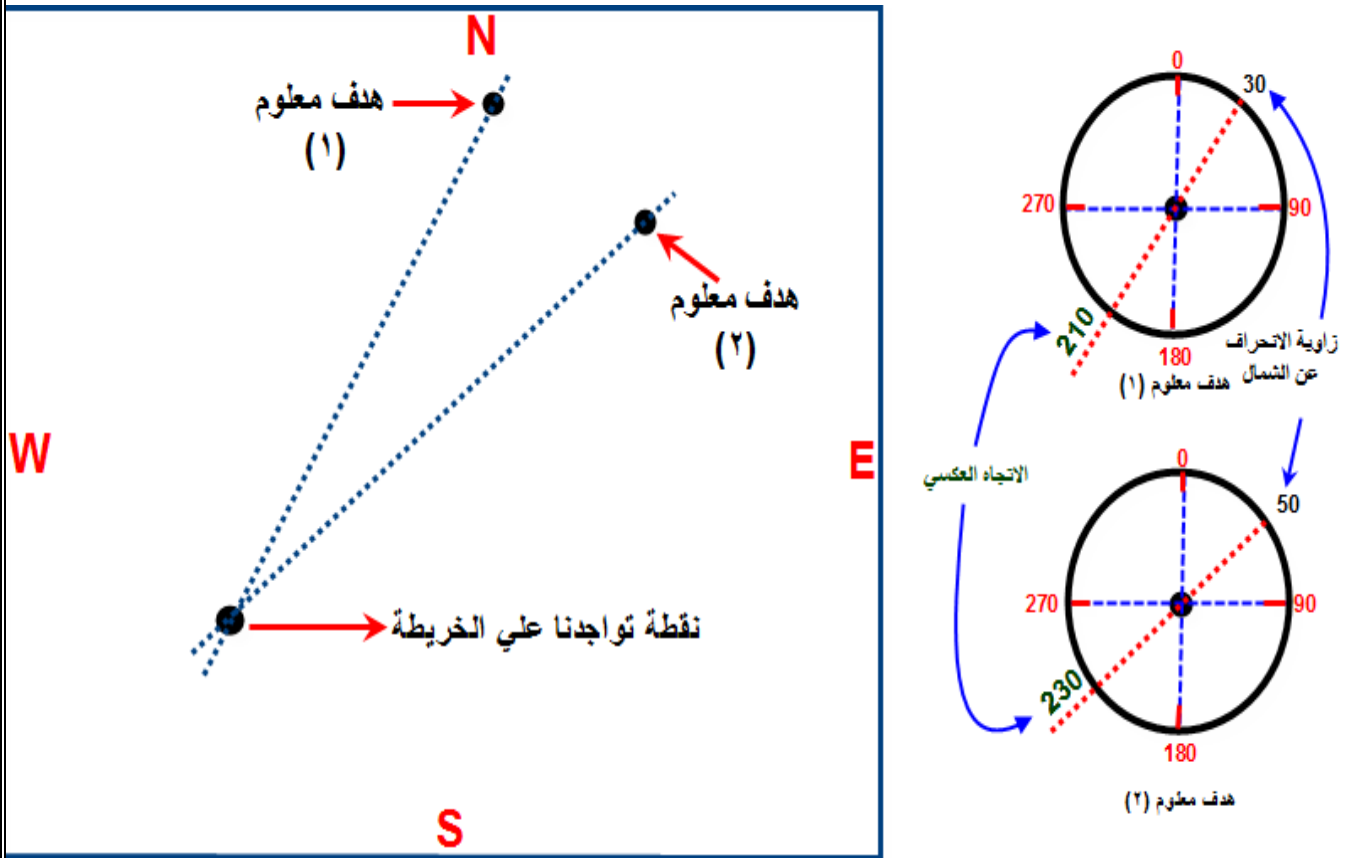 N
هدف معلوم
(١)
هدف معلوم
(٢)
W
E
نقطة تواجدنا علي الخريطة
S
0
30
270
90
210
180
زاوية الانحراف
عن الشمال
هدف معلوم (١)
الاتجاه العكسي
0
50
270
90
230
180
هدف معلوم (٢)